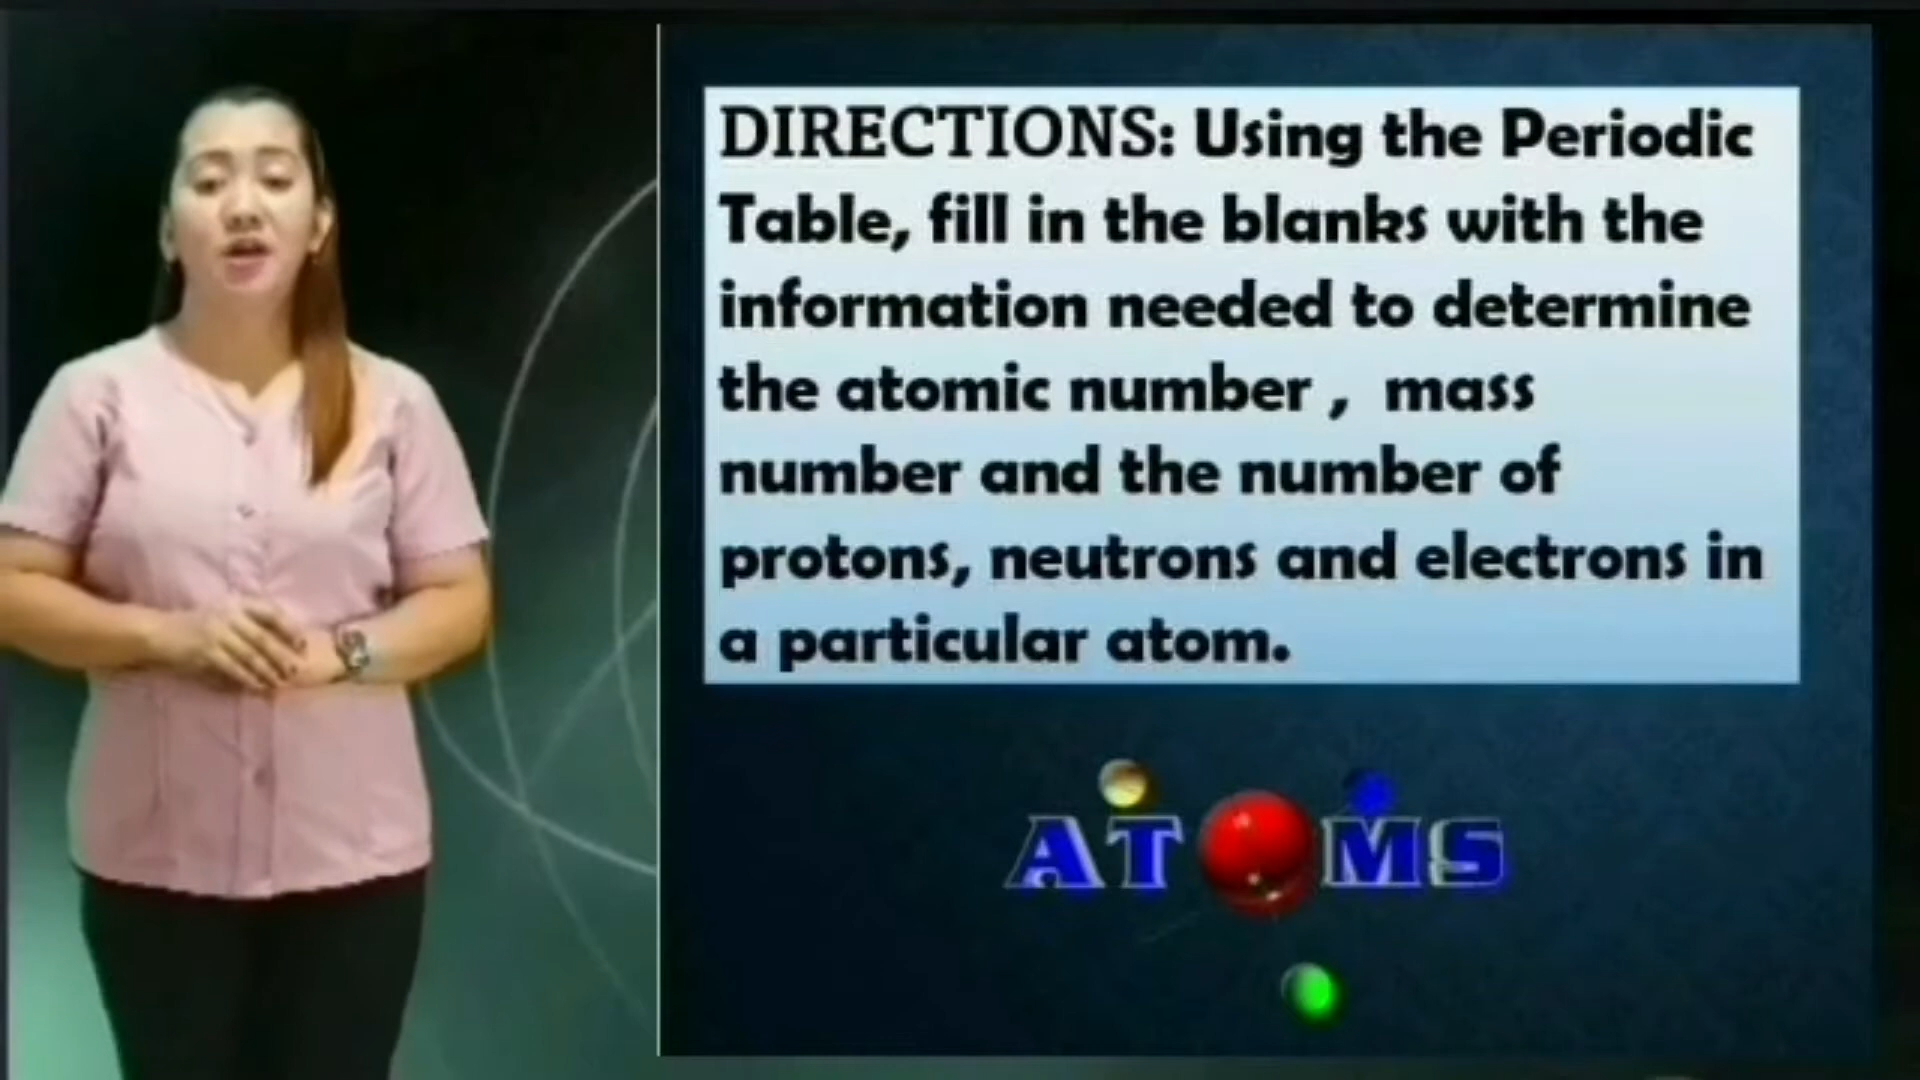 DIRECTIONS: Using the Periodic
Table, fill in the blanks with the
information needed to determine
the atomic number , mass
number and the number of
protons, neutrons and electrons in
a particular atom.
ATOMS